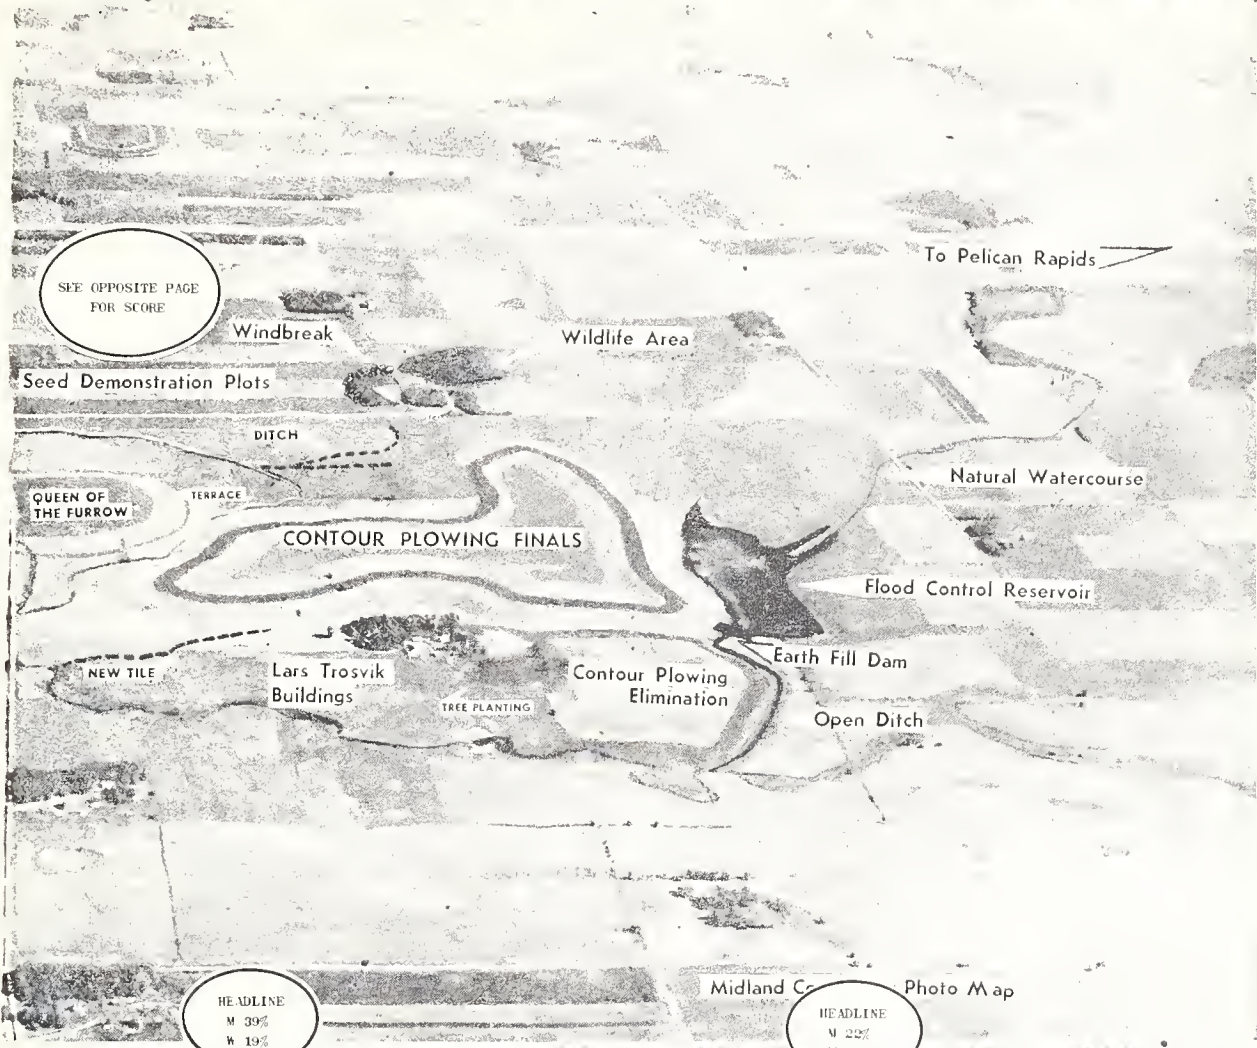 To Pelican Rapids
SEE OPPOSITE PAGE
FOR SCORE
Windbreak
Wildlife Area
Seed Demonstration Plots
DITCH
Natural Watercourse
QUEEN OF
THE FURROW
TERRACE
CONTOUR PLOWING FINALS
Flood Control Reservoir
Earth Fill Dam
NEW TILE
Lars Trosvik
Buildings
Contour Plowing
Elimination
TREE PLANTING
Open Ditch
Midland Photo Map
HEADLINE
M 39%
W 19%
HEADLINE
M 22%